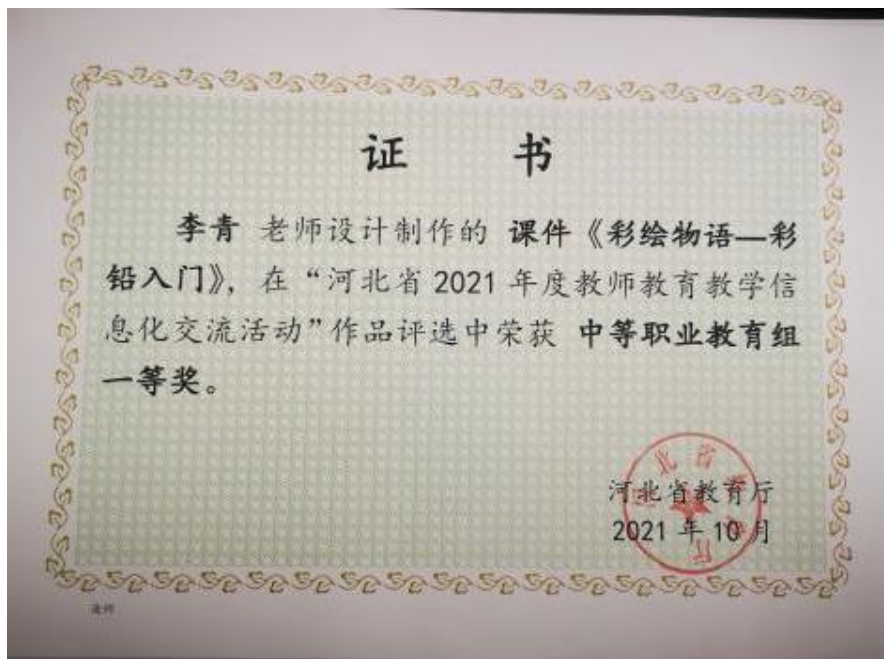 证 书
李青 老师设计制作的 课件《彩绘物语—彩
铅入门》，在“河北省 2021 年度教师教育教学信
息化交流活动”作品评选中荣获 中等职业教育组
一等奖。
河北省教育厅
2021 年 10 月